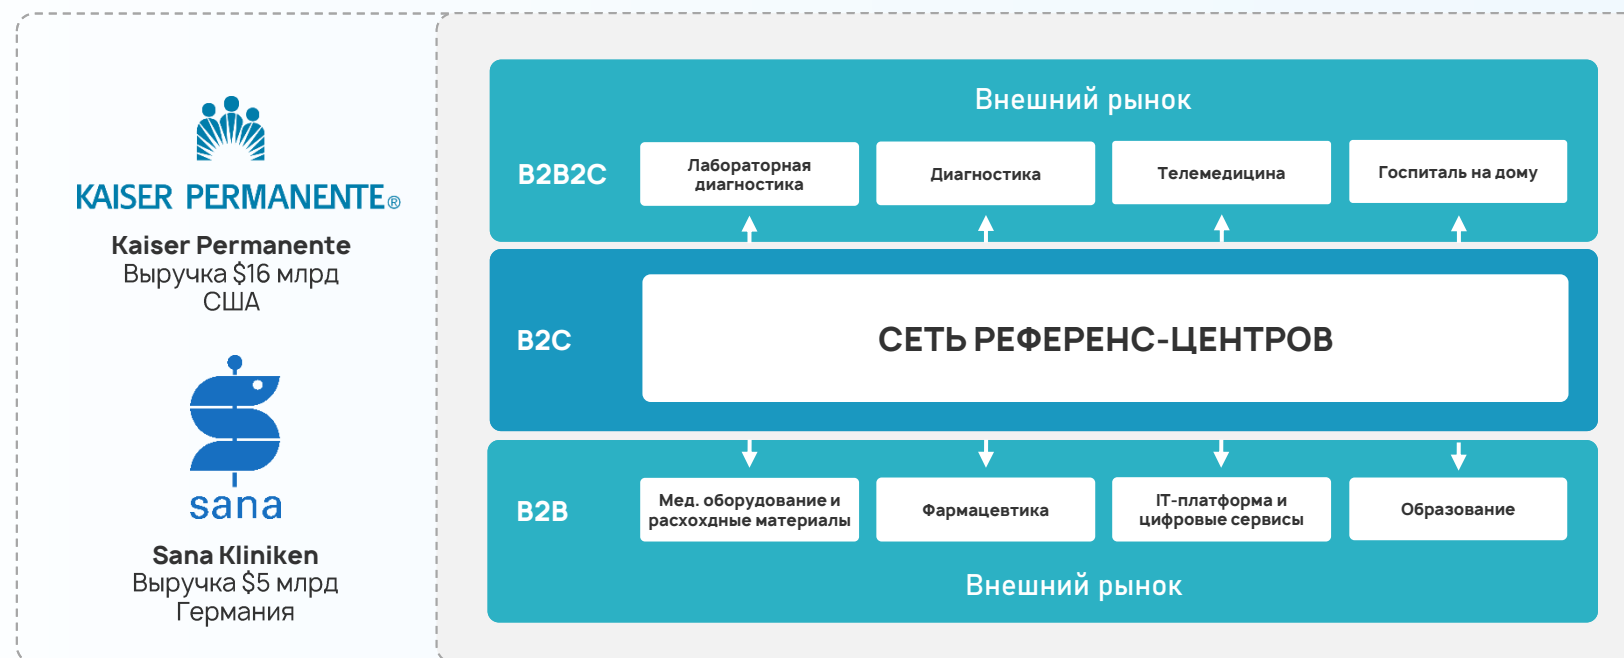 KAISER PERMANENTE®
Kaiser Permanente
Выручка $16 млрд
США
sana
Sana Kliniken
Выручка $5 млрд
Германия
Внешний рынок
B2B2C
Лабораторная
диагностика
Диагностика
Телемедицина
Госпиталь на дому
B2C
СЕТЬ РЕФЕРЕНС-ЦЕНТРОВ
B2B
Мед. оборудование и
расхохдные материалы
Фармацевтика
IT-платформа и
цифровые сервисы
Образование
Внешний рынок